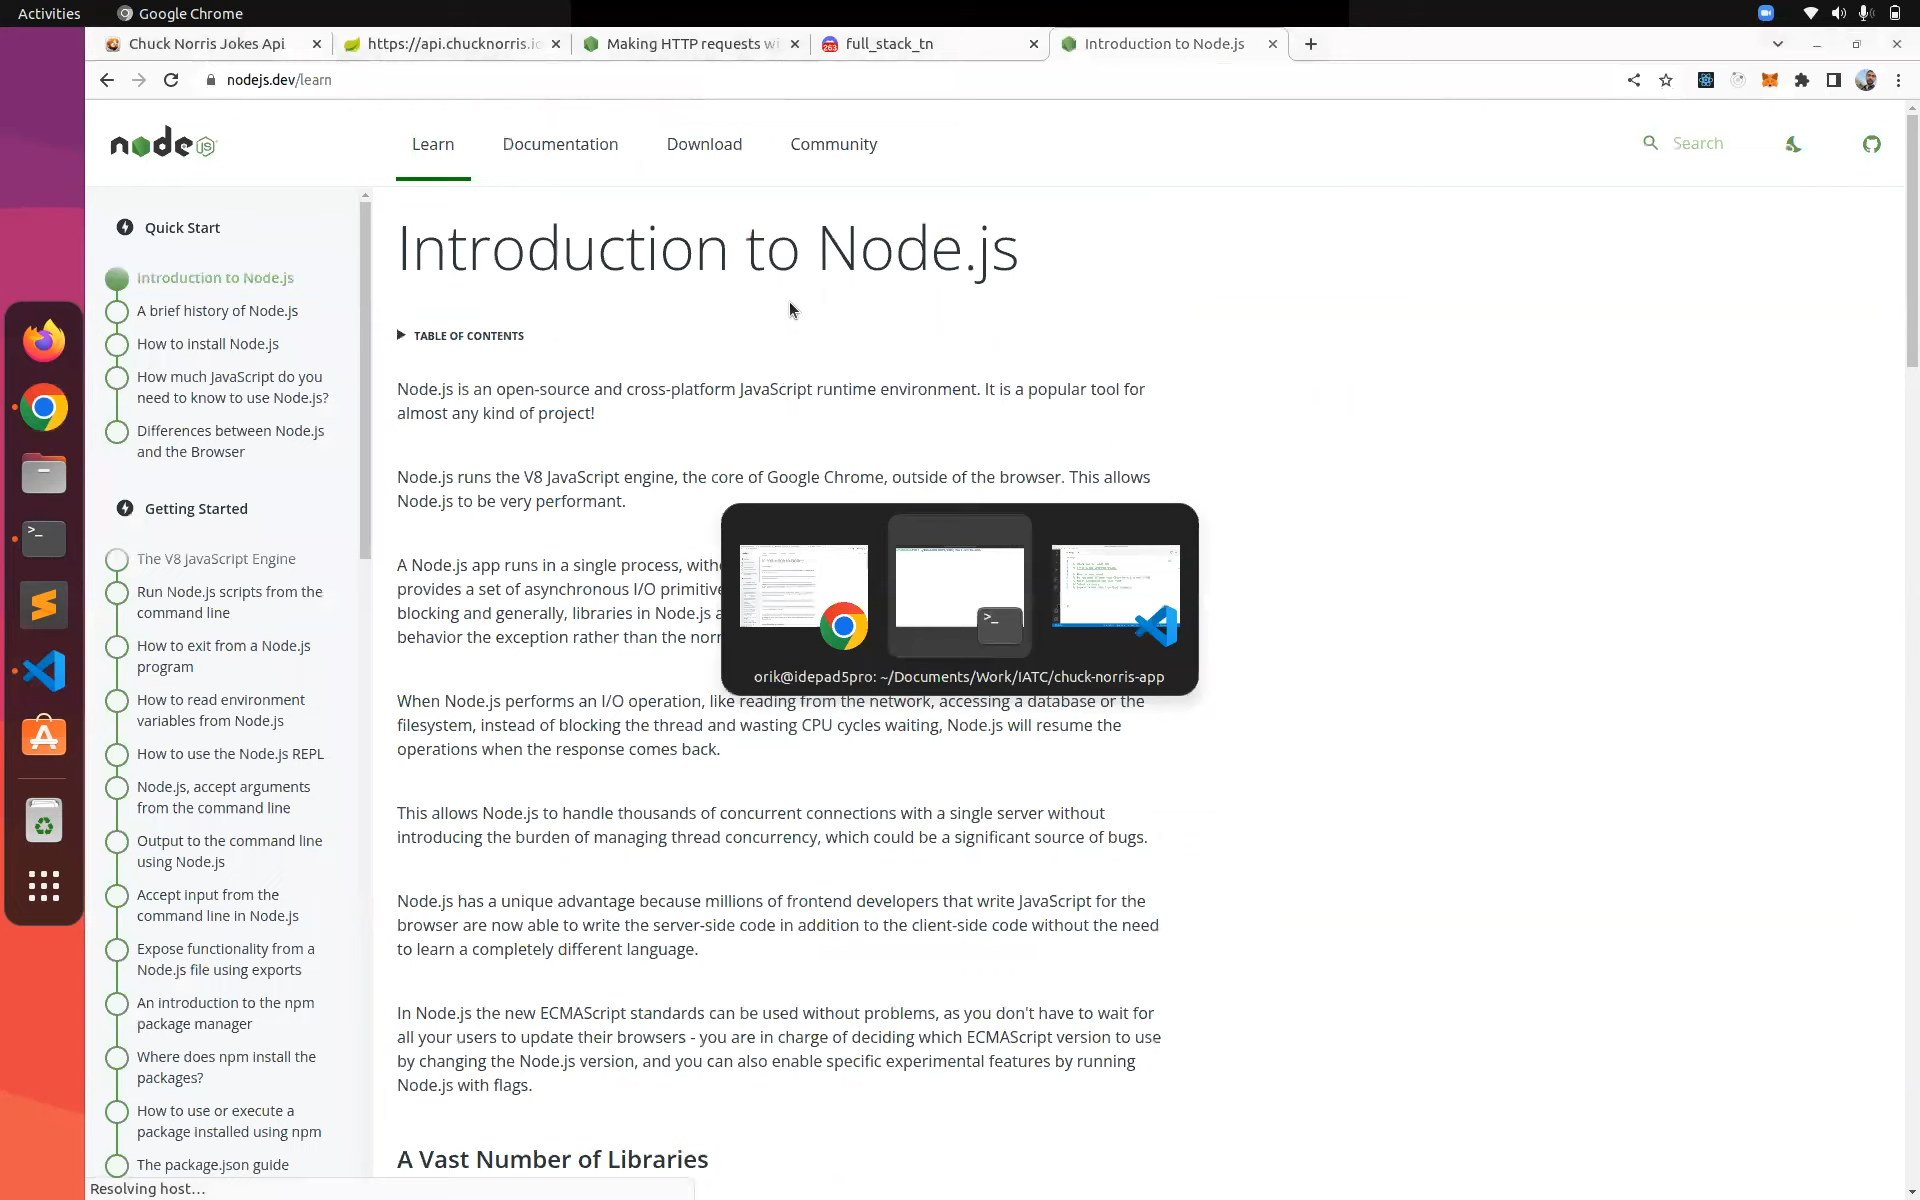 Activities
Google Chrome
Chuck Norris Jokes Api
https://api.chucknorris.io
Making HTTP requests wi
full_stack_tn
Introduction to Node.js
nodejs.dev/learn
node
JS
Learn
Documentation
Download
Community
Search
Quick Start
Introduction to Node.js
A brief history of Node.js
How to install Node.js
How much JavaScript do you
need to know to use Node.js?
Differences between Node.js
and the Browser
Getting Started
The V8 JavaScript Engine
Run Node.js scripts from the
command line
How to exit from a Node.js
program
How to read environment
variables from Node.js
How to use the Node.js REPL
Node.js, accept arguments
from the command line
Output to the command line
using Node.js
Accept input from the
command line in Node.js
Expose functionality from a
Node.js file using exports
An introduction to the npm
package manager
Where does npm install the
packages?
How to use or execute a
package installed using npm
The package.json guide
Introduction to Node.js
TABLE OF CONTENTS
Node.js is an open-source and cross-platform JavaScript runtime environment. It is a popular tool for
almost any kind of project!
Node.js runs the V8 JavaScript engine, the core of Google Chrome, outside of the browser. This allows
Node.js to be very performant.
A Node.js app runs in a single process, witho
provides a set of asynchronous I/O primitive
blocking and generally, libraries in Node.js a
behavior the exception rather than the norm
orik@idepad5pro: ~/Documents/Work/IATC/chuck-norris-app
When Node.js performs an I/O operation, like reading from the network, accessing a database or the
filesystem, instead of blocking the thread and wasting CPU cycles waiting, Node.js will resume the
operations when the response comes back.
This allows Node.js to handle thousands of concurrent connections with a single server without
introducing the burden of managing thread concurrency, which could be a significant source of bugs.
Node.js has a unique advantage because millions of frontend developers that write JavaScript for the
browser are now able to write the server-side code in addition to the client-side code without the need
to learn a completely different language.
In Node.js the new ECMAScript standards can be used without problems, as you don't have to wait for
all your users to update their browsers - you are in charge of deciding which ECMAScript version to use
by changing the Node.js version, and you can also enable specific experimental features by running
Node.js with flags.
A Vast Number of Libraries
Resolving host…